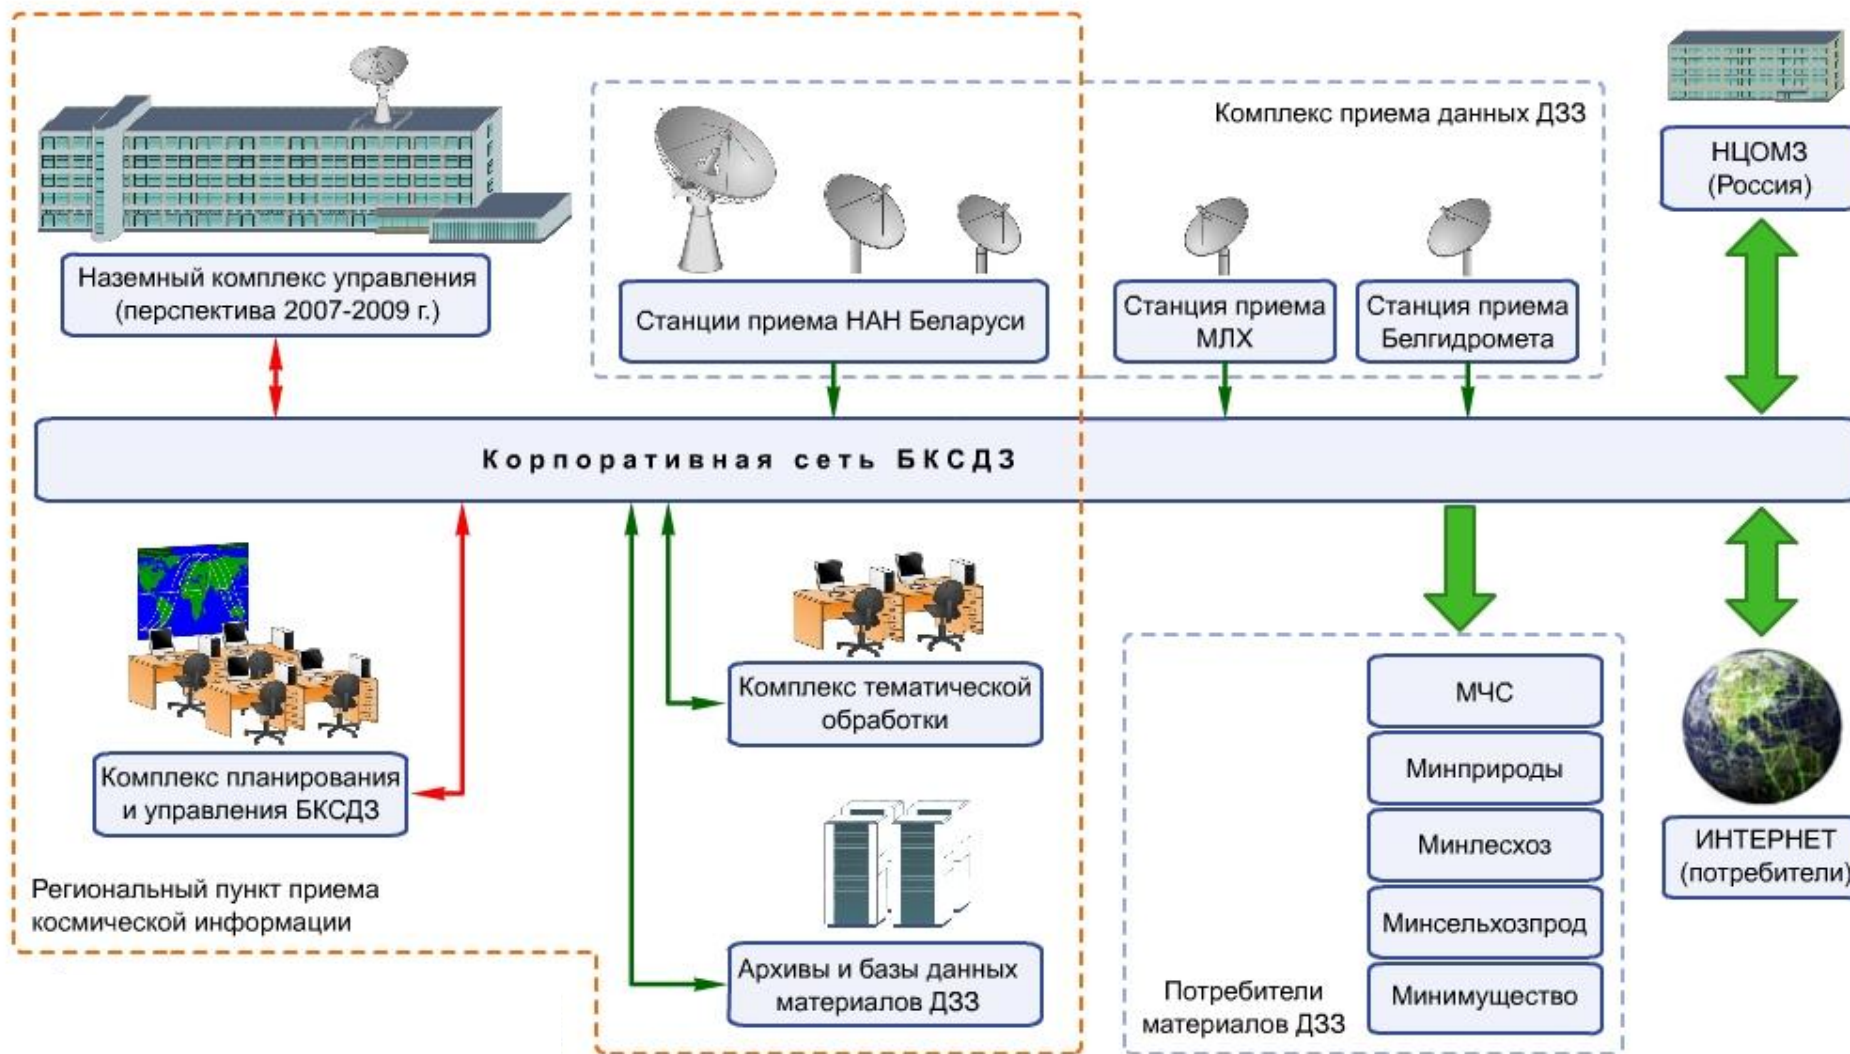 Комплекс приема данных ДЗЗ
НЦОМЗ
(Россия)
Наземный комплекс управления
(перспектива 2007-2009 г.)
Станции приема НАН Беларуси
Станция приема
МЛХ
Станция приема
Белгидромета
Корпоративная сеть БКСДЗ
Комплекс планирования
и управления БКСДЗ
Региональный пункт приема
космической информации
Комплекс тематической
обработки
Архивы и базы данных
материалов ДЗЗ
МЧС
Минприроды
Минлесхоз
Минсельхозпрод
Минимущество
Потребители
материалов ДЗЗ
ИНТЕРНЕТ
(потребители)